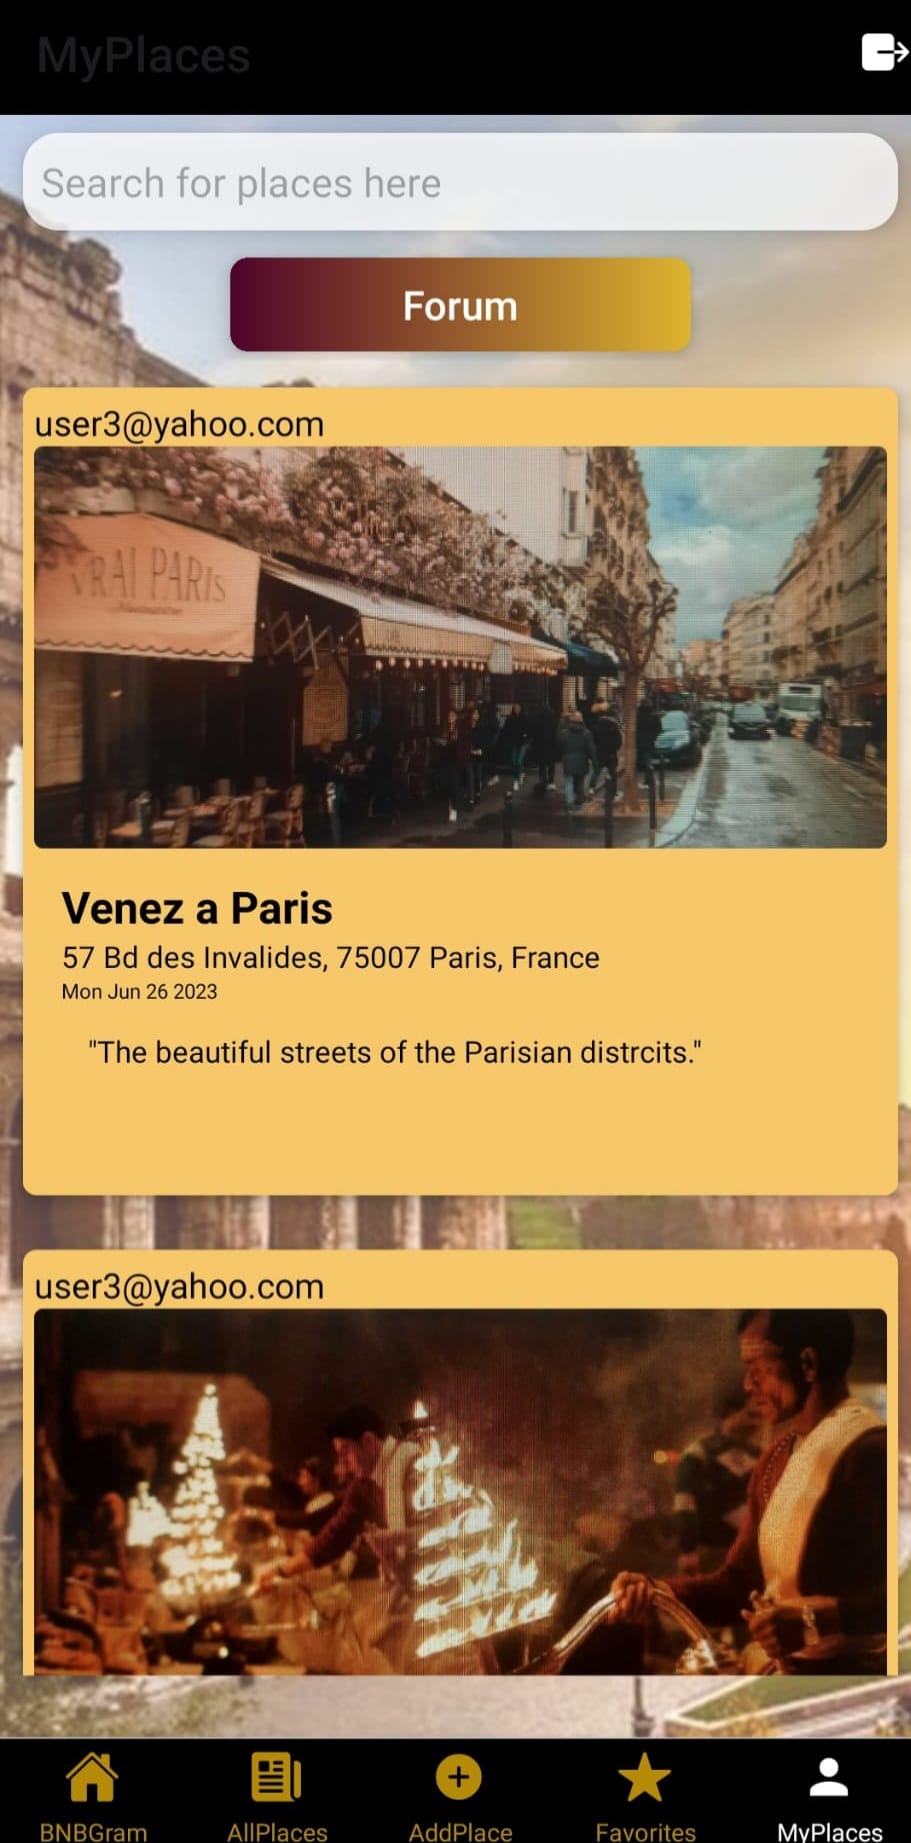 MyPlaces
Search for places here
Forum
user3@yahoo.com
VRAI PARIS
Venez a Paris
57 Bd des Invalides, 75007 Paris, France
Mon Jun 26 2023
"The beautiful streets of the Parisian distrcits."
user3@yahoo.com
BNBGram
AllPlaces
AddPlace
Favorites
MyPlaces